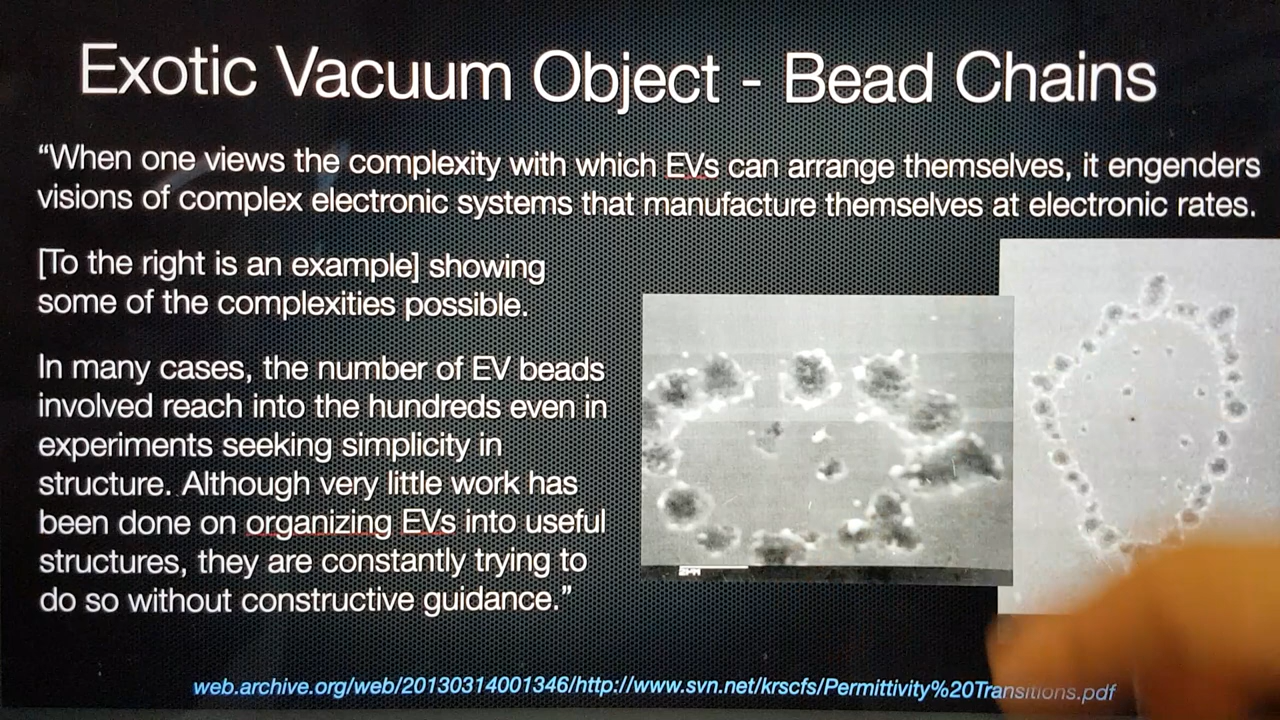 Exotic Vacuum Object - Bead Chains
“When one views the complexity with which EVs can arrange themselves, it engenders
visions of complex electronic systems that manufacture themselves at electronic rates.
[To the right is an example] showing
some of the complexities possible.
In many cases, the number of EV beads
involved reach into the hundreds even in
experiments seeking simplicity in
structure. Although very little work has
been done on organizing EVs into useful
structures, they are constantly trying to
do so without constructive guidance.”
web.archive.org/web/20130314001346/http://www.svn.net/krscfs/Permittivity%20Transitions.pdf